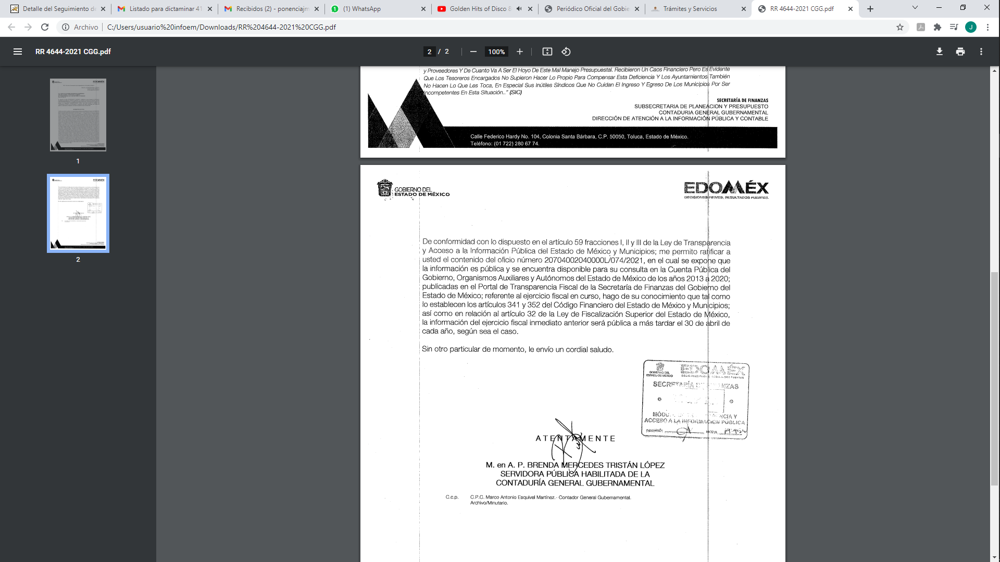 Detalle del Seguimiento de
Listado para dictaminar 41
Recibidos (2) - ponenciajm
(1) WhatsApp
Golden Hits of Disco 8
Periódico Oficial del Gobie
Trámites y Servicios
RR 4644-2021 CGG.pdf
Archivo
C:/Users/usuario%20infoem/Downloads/RR%204644-2021%20CGG.pdf
J
RR 4644-2021 CGG.pdf
2 / 2
100%
1
2
y Proveedores Y De Cuanto Va A Ser El Hoyo De Este Mal Manejo Presupuestal. Recibieron Un Caos Financiero Pero Es Evidente
Que Los Tesoreros Encargados No Supieron Hacer Lo Propio Para Compensar Esta Deficiencia Y Los Ayuntamientos También
No Hacen Lo Que Les Toca, En Especial Sus Inútiles Síndicos Que No Cuidan El Ingreso Y Egreso De Los Municipios Por Ser
Incompetentes En Esta Situación.." (SIC)
SECRETARÍA DE FINANZAS
SUBSECRETARIA DE PLANEACION Y PRESUPUESTO
CONTADURIA GENERAL GUBERNAMENTAL
DIRECCIÓN DE ATENCIÓN A LA INFORMACIÓN PÚBLICA Y CONTABLE
Calle Federico Hardy No. 104, Colonia Santa Bárbara, C.P. 50050, Toluca, Estado de México.
Teléfono: (01 722) 280 67 74.
GOBIERNO DEL
ESTADO DE MÉXICO
EDOMÉX
DECISIONES FIRMES, RESULTADOS FUERTES.
De conformidad con lo dispuesto en el artículo 59 fracciones I, II y III de la Ley de Transparencia
y Acceso a la Información Pública del Estado de México y Municipios; me permito ratificar a
usted el contenido del oficio número 20704002040000L/074/2021, en el cual se expone que
la información es pública y se encuentra disponible para su consulta en la Cuenta Pública del
Gobierno, Organismos Auxiliares y Autónomos del Estado de México de los años 2013 a 2020;
publicadas en el Portal de Transparencia Fiscal de la Secretaría de Finanzas del Gobierno del
Estado de México; referente al ejercicio fiscal en curso, hago de su conocimiento que tal como
lo establecen los artículos 341 y 352 del Código Financiero del Estado de México y Municipios;
así como en relación al artículo 32 de la Ley de Fiscalización Superior del Estado de México,
la información del ejercicio fiscal inmediato anterior será pública a más tardar el 30 de abril de
cada año, según sea el caso.
Sin otro particular de momento, le envío un cordial saludo.
GOBIERNO DEL
ESTADO DE MÉXICO
EDOMÉX
DECISIONES FIRMES, RESULTADOS FUERTES
SECRETARÍA DE FINANZAS
ACCESO A LA INFORMACIÓN PÚBLICA
HORA
ATENTAMENTE
M. en A. P. BRENDA MERCEDES TRISTÁN LÓPEZ
SERVIDORA PÚBLICA HABILITADA DE LA
CONTADURÍA GENERAL GUBERNAMENTAL
C.c.p. C.P.C. Marco Antonio Esquivel Martínez.- Contador General Gubernamental.
Archivo/Minutario.